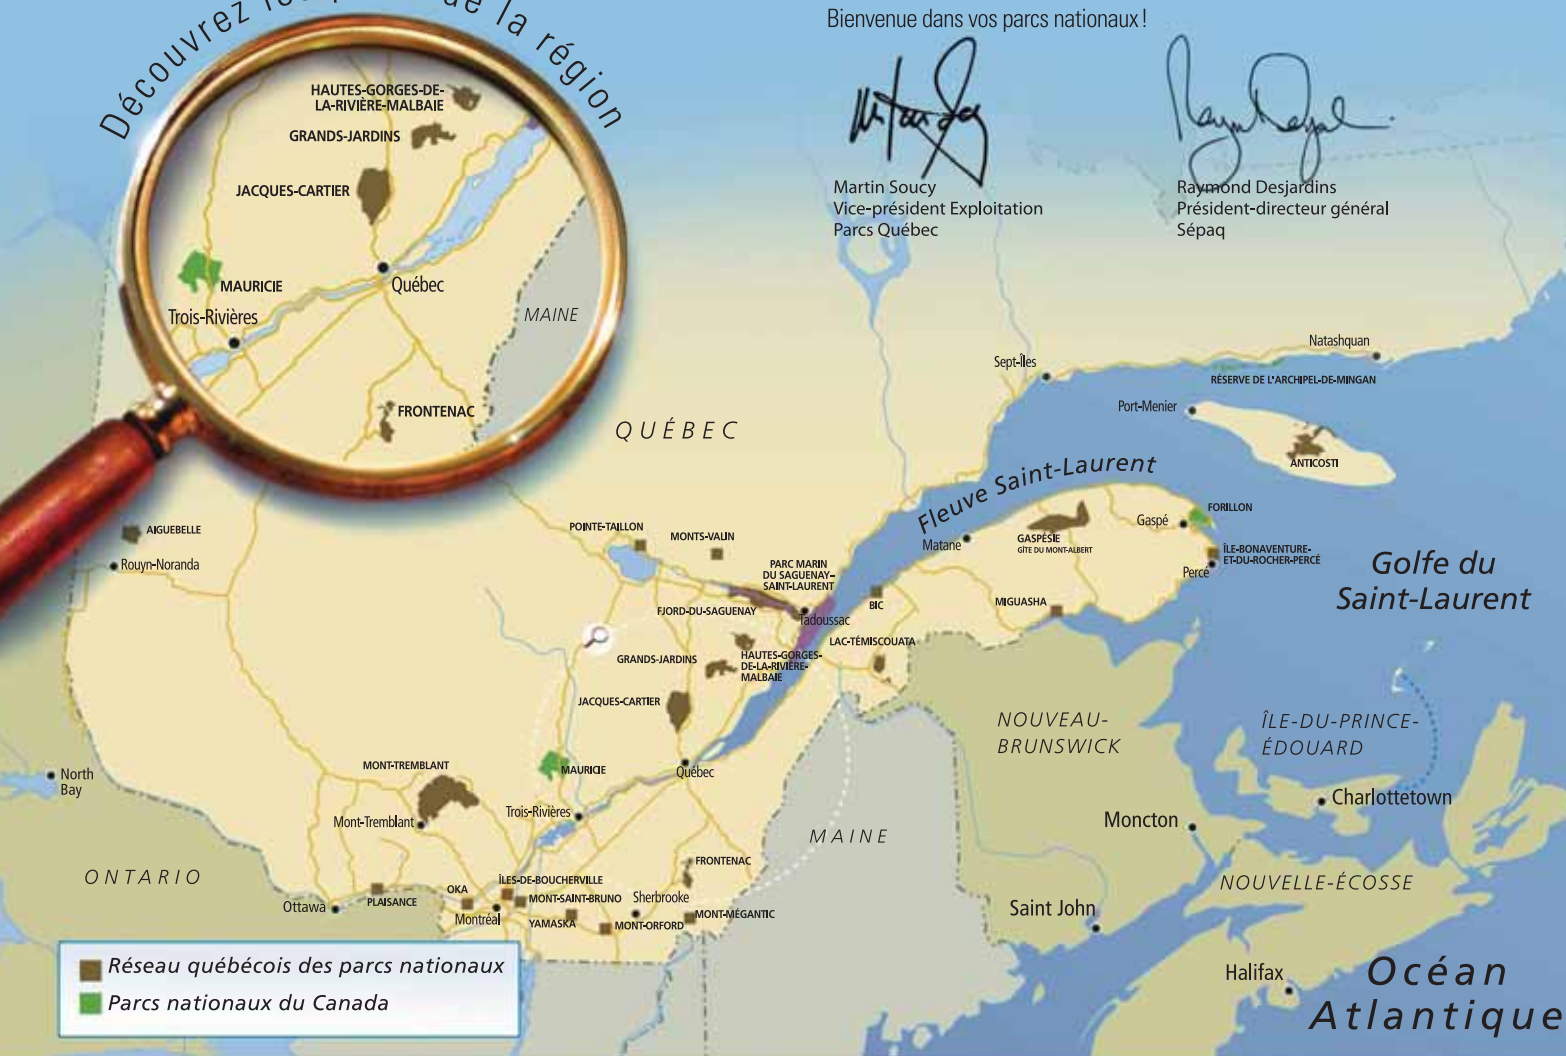 Découvrez les parcs de la région
Bienvenue dans vos parcs nationaux !
Martin Soucy
Vice-président Exploitation
Parcs Québec
Raymond Desjardins
Président-directeur général
Sépaq
HAUTES-GORGES-DE-
LA-RIVIÈRE-MALBAIE
GRANDS-JARDINS
JACQUES-CARTIER
MAURICIE
Québec
Trois-Rivières
MAINE
FRONTENAC
QUÉBEC
Sept-Îles
Natashquan
RÉSERVE DE L'ARCHIPEL-DE-MINGAN
Port-Menier
ANTICOSTI
Fleuve Saint-Laurent
AIGUEBELLE
Rouyn-Noranda
POINTE-TAILLON
MONTS-VALIN
PARC MARIN
DU SAGUENAY–
SAINT-LAURENT
FJORD-DU-SAGUENAY
Tadoussac
BIC
LAC-TÉMISCOUATA
Matane
GASPÉSIE
GÎTE DU MONT-ALBERT
Gaspé
FORILLON
ÎLE-BONAVENTURE-
ET-DU-ROCHER-PERCÉ
Percé
MIGUASHA
Golfe du
Saint-Laurent
GRANDS-JARDINS
HAUTES-GORGES-
DE-LA-RIVIÈRE-
MALBAIE
JACQUES-CARTIER
NOUVEAU-
BRUNSWICK
ÎLE-DU-PRINCE-
ÉDOUARD
North
Bay
MONT-TREMBLANT
MAURICIE
Québec
Mont-Tremblant
Trois-Rivières
Charlottetown
Moncton
MAINE
ONTARIO
FRONTENAC
NOUVELLE-ÉCOSSE
Ottawa
PLAISANCE
OKA
ÎLES-DE-BOUCHERVILLE
MONT-SAINT-BRUNO
Sherbrooke
Montréal
YAMASKA
MONT-ORFORD
MONT-MÉGANTIC
Saint John
Halifax
Océan
Atlantique
Réseau québécois des parcs nationaux
Parcs nationaux du Canada